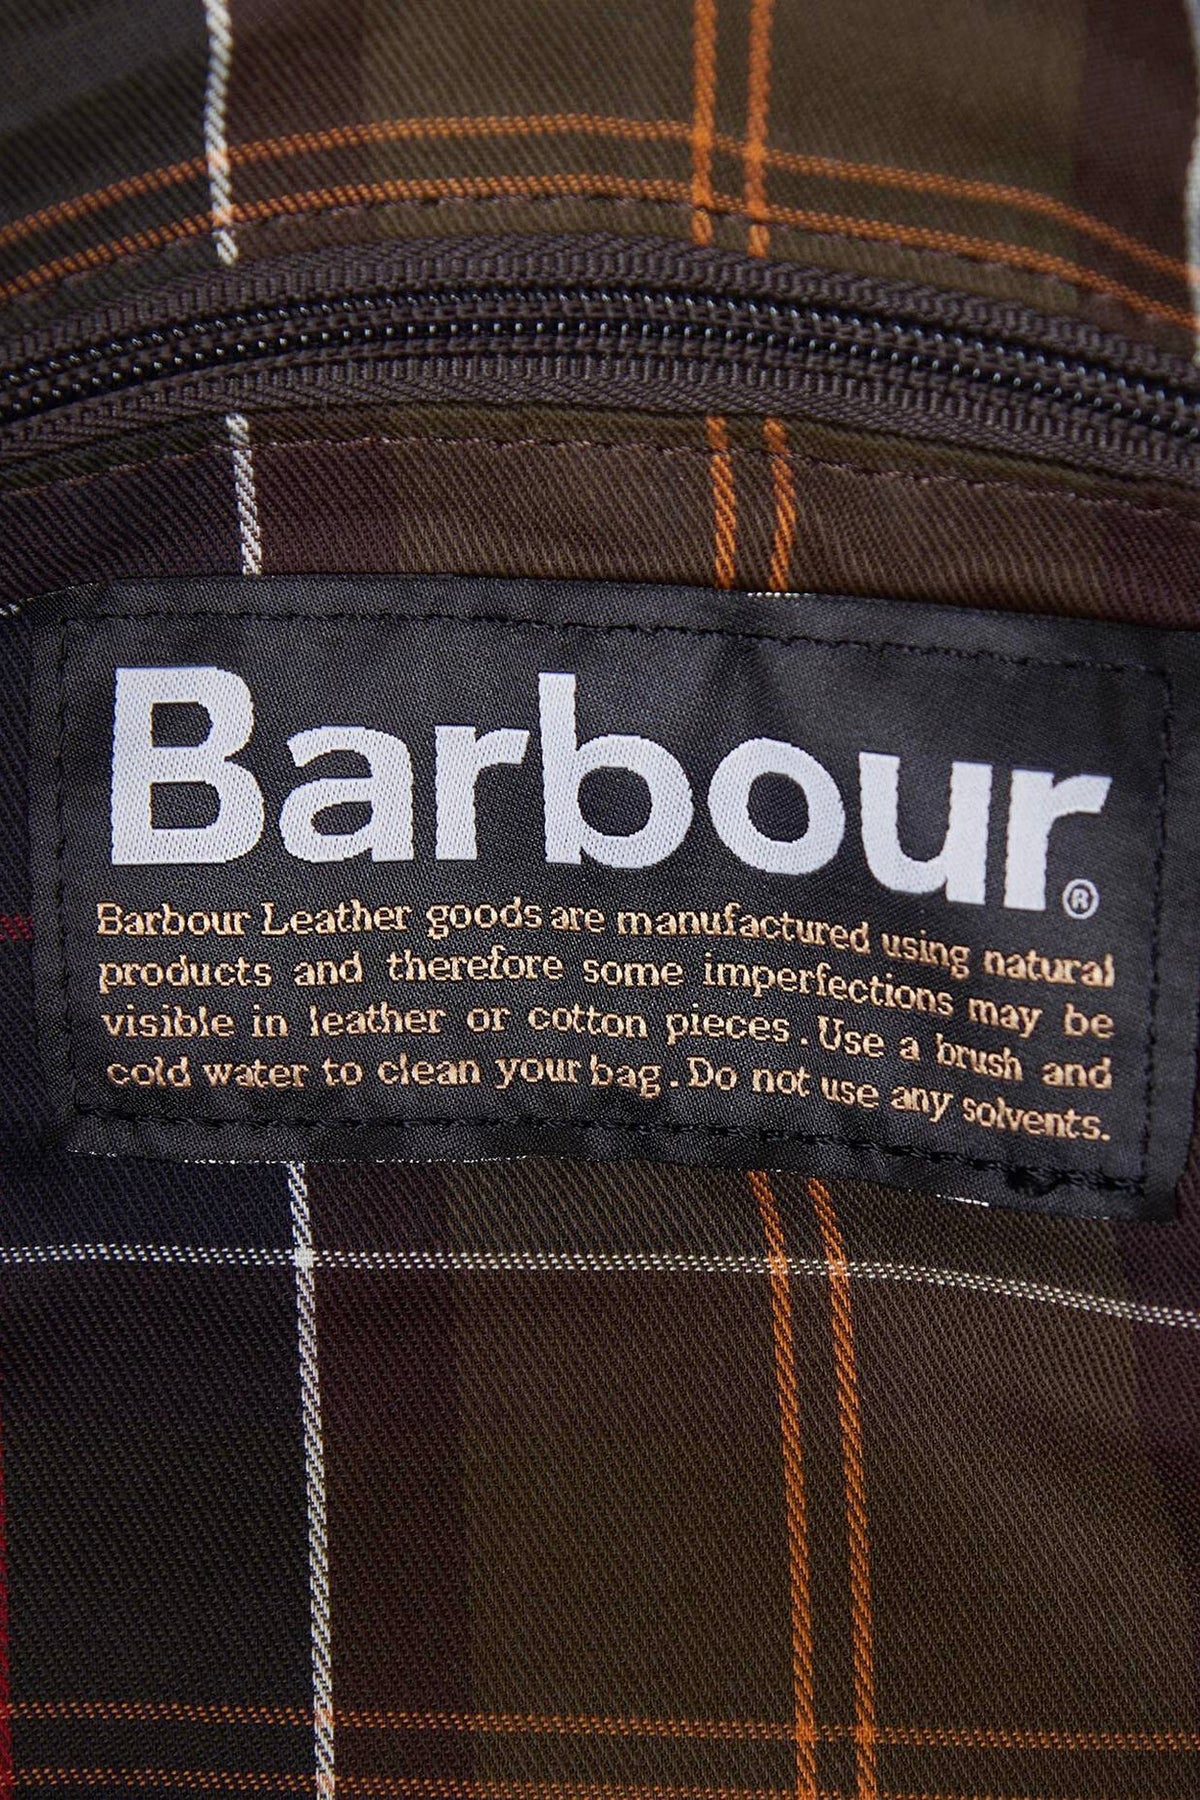 Barbour®
Barbour Leather goods are manufactured using natural
products and therefore some imperfections may be
visible in leather or cotton pieces. Use a brush and
cold water to clean your bag. Do not use any solvents.